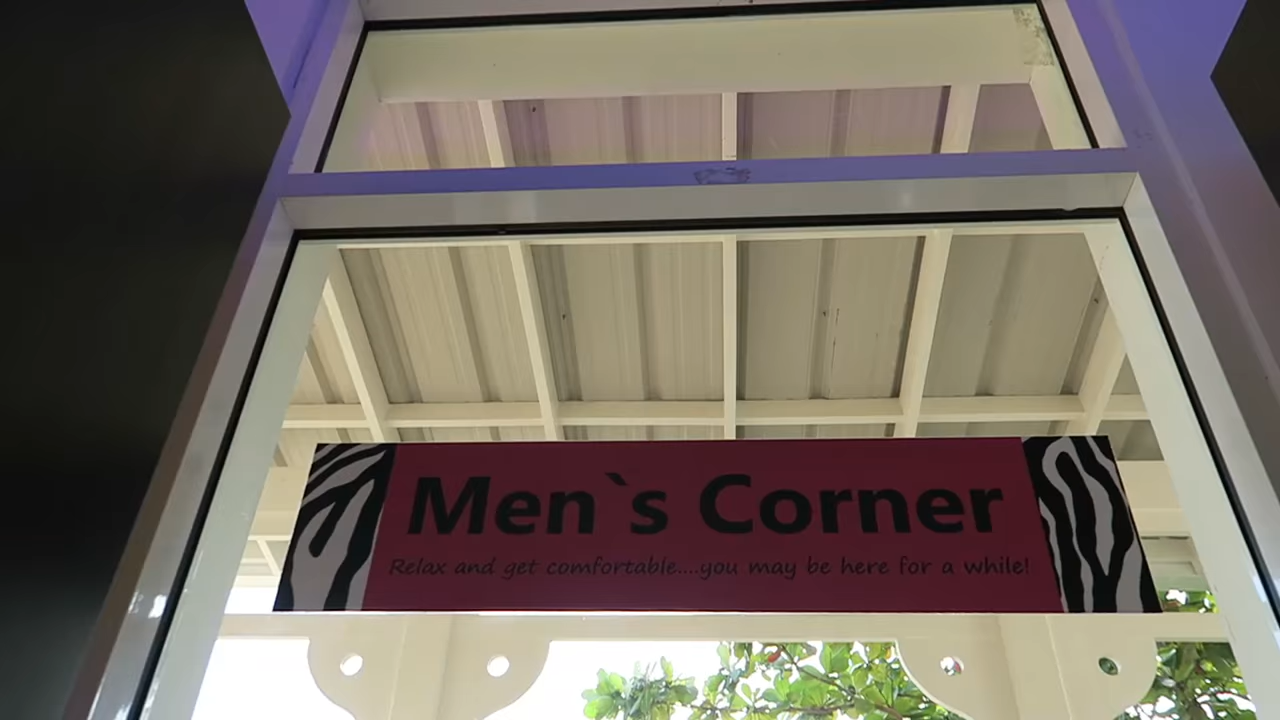 Men`s Corner
Relax and get comfortable....you may be here for a while!